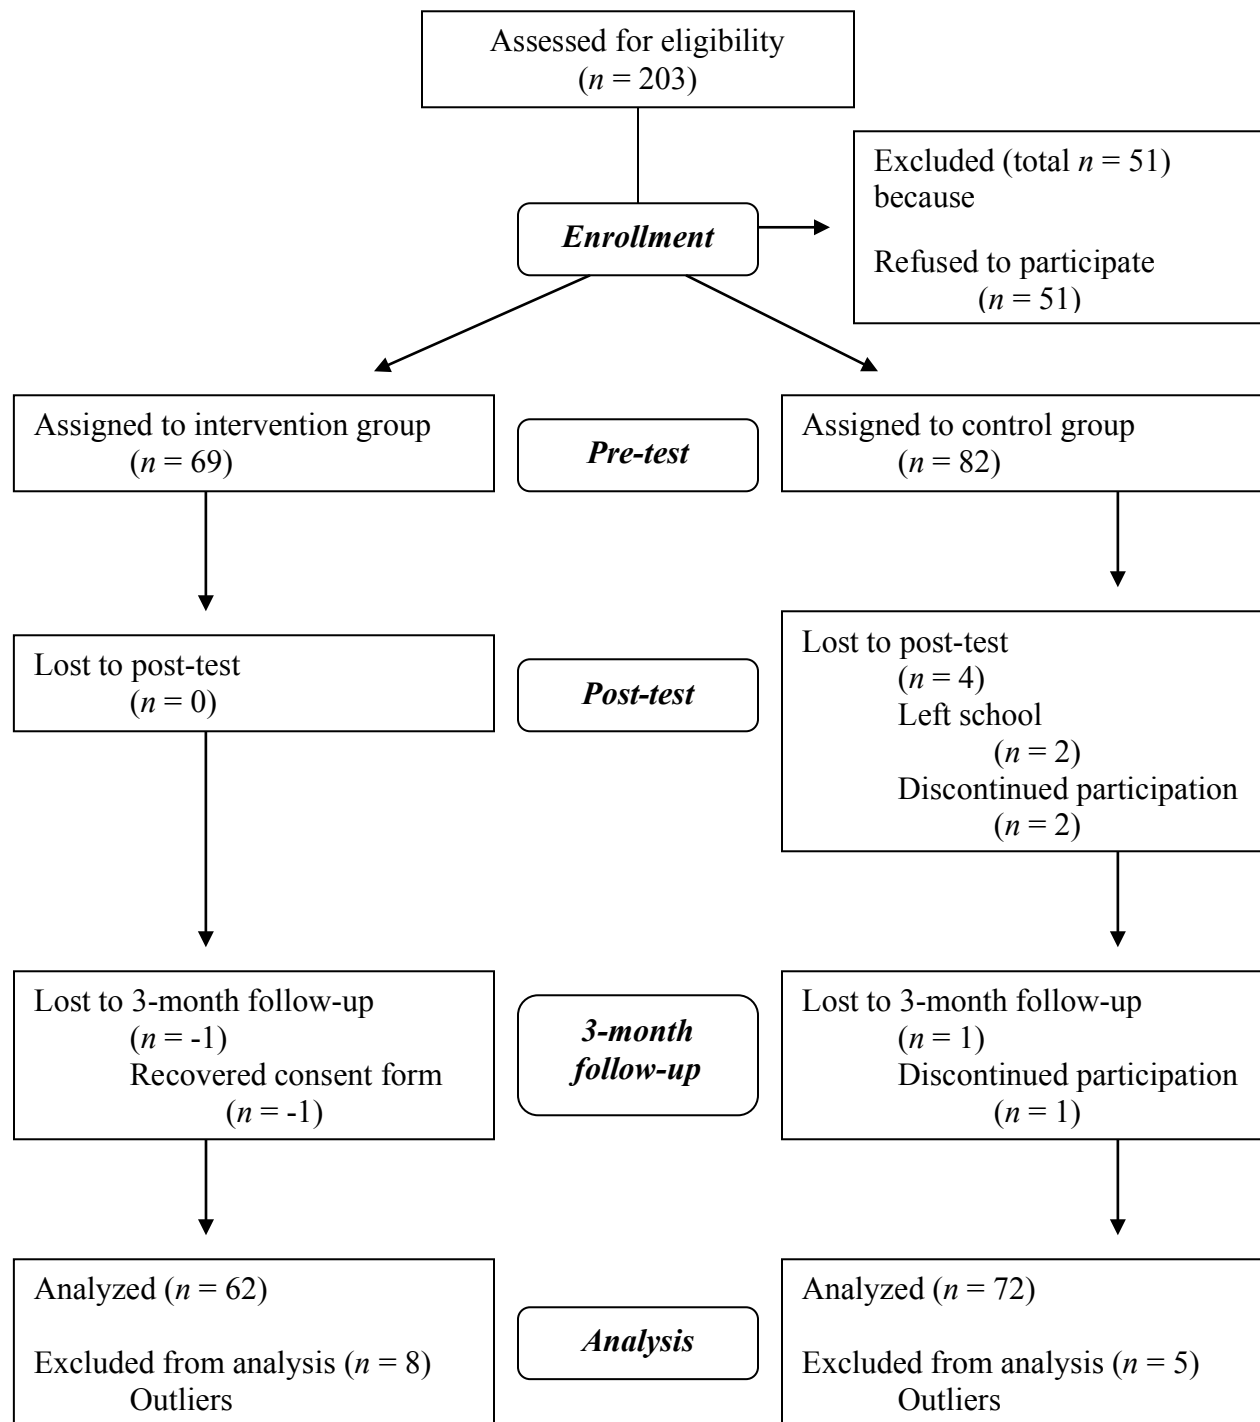 Assessed for eligibility
(n = 203)
Excluded (total n = 51)
because
Refused to participate
(n = 51)
Enrollment
Assigned to intervention group
(n = 69)
Pre-test
Assigned to control group
(n = 82)
Lost to post-test
(n = 0)
Post-test
Lost to post-test
(n = 4)
Left school
(n = 2)
Discontinued participation
(n = 2)
Lost to 3-month follow-up
(n = -1)
Recovered consent form
(n = -1)
3-month
follow-up
Lost to 3-month follow-up
(n = 1)
Discontinued participation
(n = 1)
Analyzed (n = 62)
Excluded from analysis (n = 8)
Outliers
Analysis
Analyzed (n = 72)
Excluded from analysis (n = 5)
Outliers